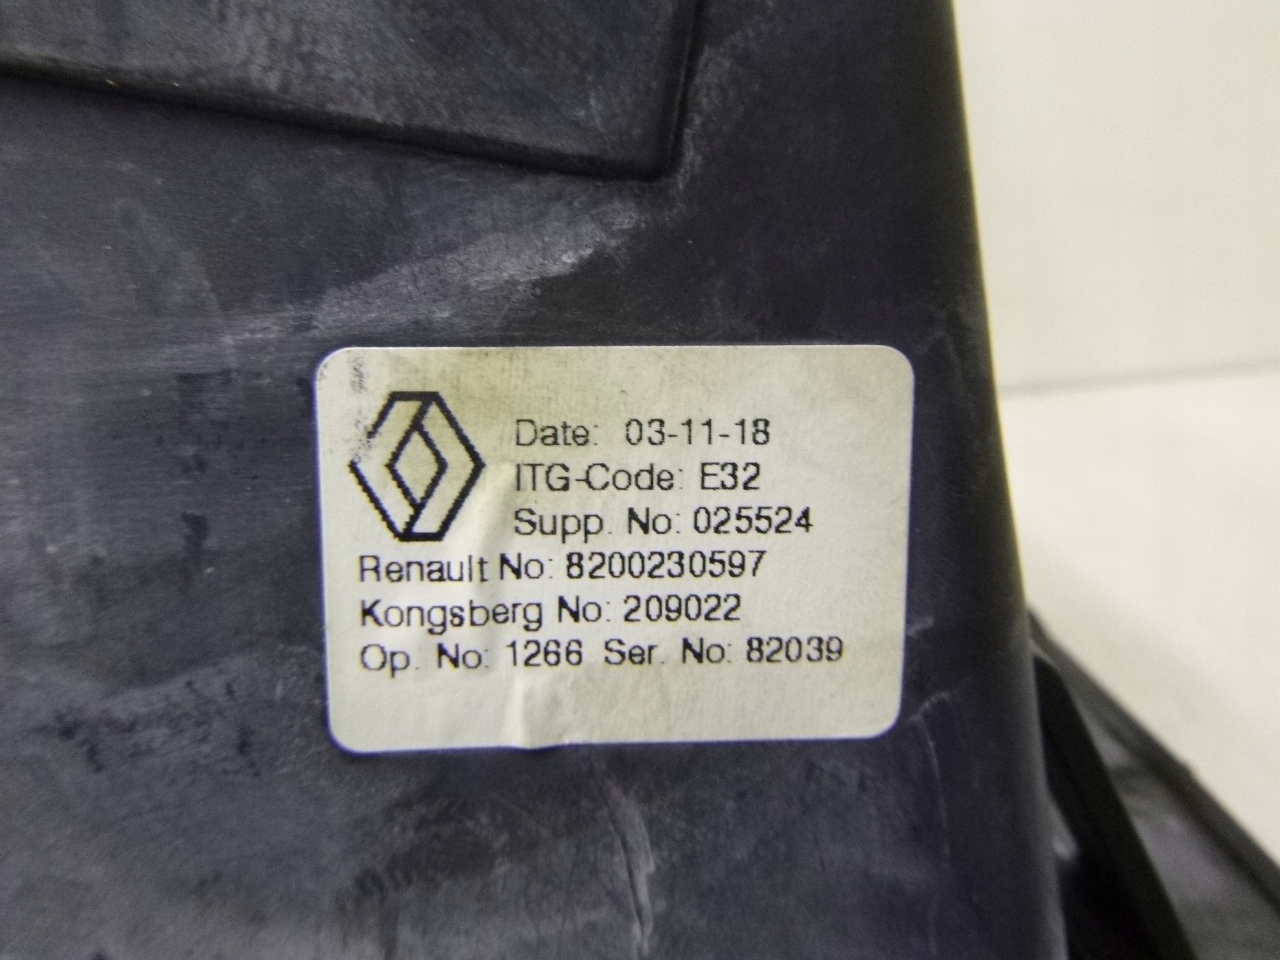 Date: 03-11-18
ITG-Code: E32
Supp. No: 025524
Renault No: 8200230597
Kongsberg No: 209022
Op. No: 1266 Ser. No: 82039